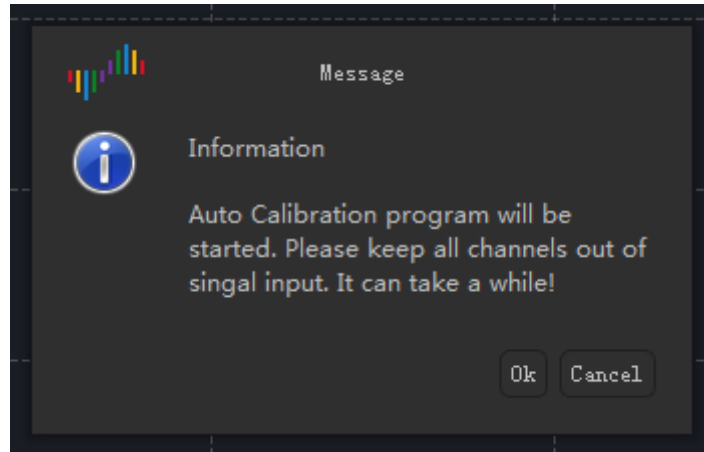 Message
Information
Auto Calibration program will be
started. Please keep all channels out of
singal input. It can take a while!
Ok Cancel